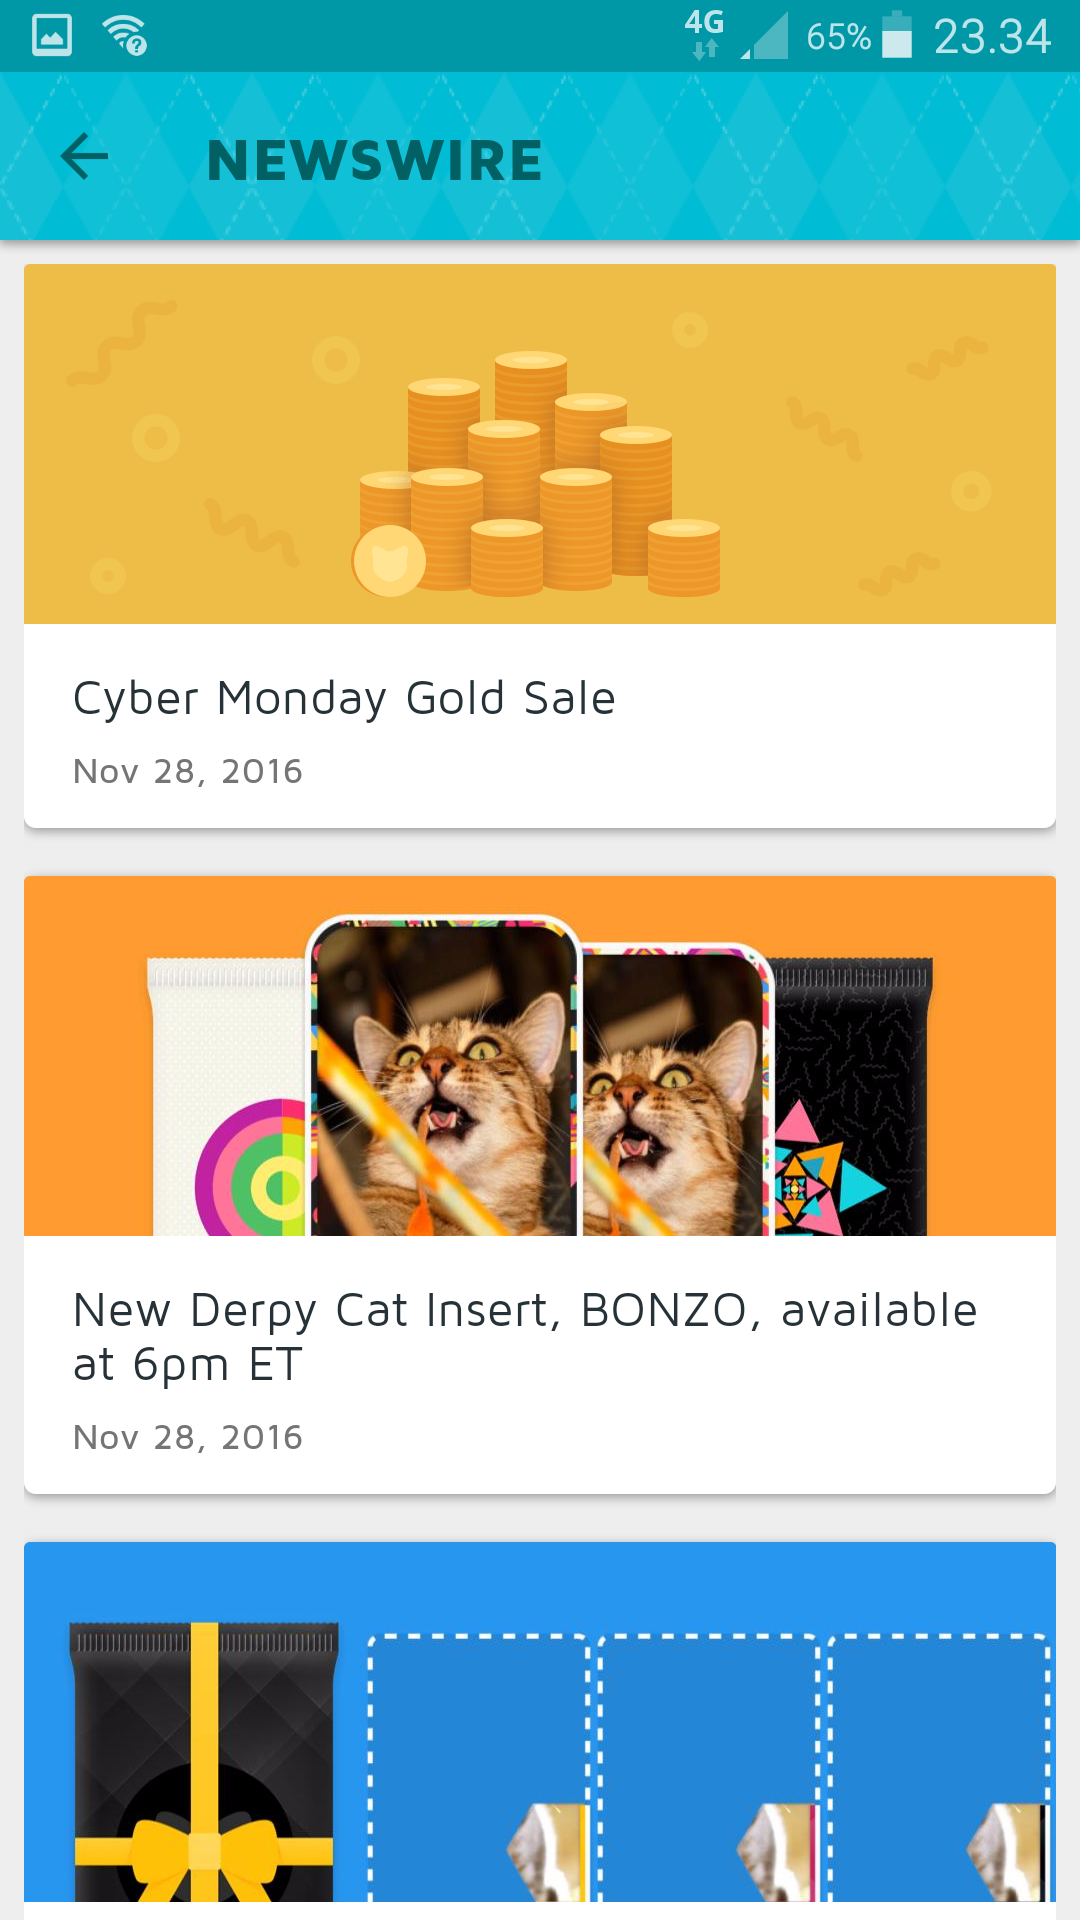 4G 65% 23.34
NEWSWIRE
Cyber Monday Gold Sale
Nov 28, 2016
New Derpy Cat Insert, BONZO, available
at 6pm ET
Nov 28, 2016